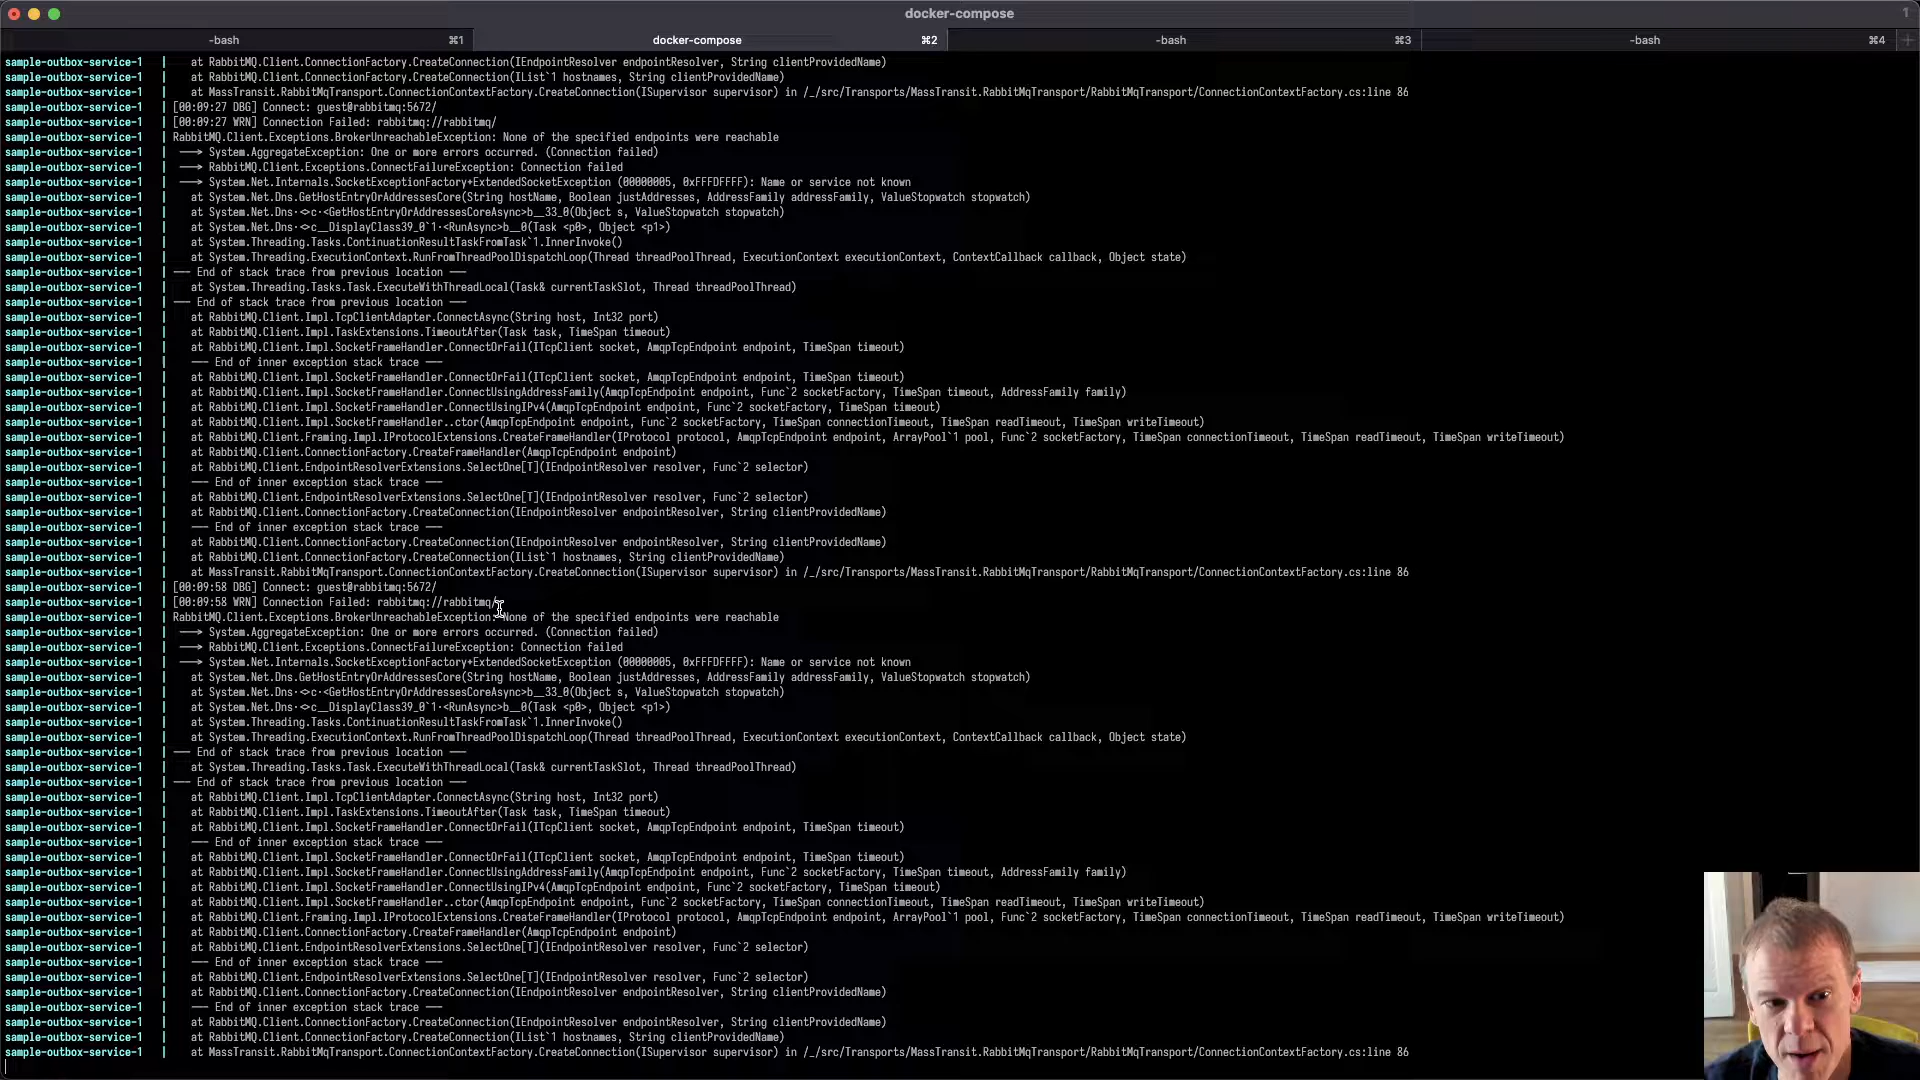 docker-compose
1
-bash ⌘1 docker-compose ⌘2 -bash ⌘3 -bash ⌘4
sample-outbox-service-1 | at RabbitMQ.Client.ConnectionFactory.CreateConnection(IEndpointResolver endpointResolver, String clientProvidedName)
sample-outbox-service-1 | at RabbitMQ.Client.ConnectionFactory.CreateConnection(IList`1 hostnames, String clientProvidedName)
sample-outbox-service-1 | at MassTransit.RabbitMqTransport.ConnectionContextFactory.CreateConnection(ISupervisor supervisor) in /_/src/Transports/MassTransit.RabbitMqTransport/RabbitMqTransport/ConnectionContextFactory.cs:line 86
sample-outbox-service-1 | [00:09:27 DBG] Connect: guest@rabbitmq:5672/
sample-outbox-service-1 | [00:09:27 WRN] Connection Failed: rabbitmq://rabbitmq/
sample-outbox-service-1 | RabbitMQ.Client.Exceptions.BrokerUnreachableException: None of the specified endpoints were reachable
sample-outbox-service-1 | ---> System.AggregateException: One or more errors occurred. (Connection failed)
sample-outbox-service-1 | ---> RabbitMQ.Client.Exceptions.ConnectFailureException: Connection failed
sample-outbox-service-1 | ---> System.Net.Internals.SocketExceptionFactory+ExtendedSocketException (00000005, 0xFFFDFFFF): Name or service not known
sample-outbox-service-1 | at System.Net.Dns.GetHostEntryOrAddressesCore(String hostName, Boolean justAddresses, AddressFamily addressFamily, ValueStopwatch stopwatch)
sample-outbox-service-1 | at System.Net.Dns.<>c.<GetHostEntryOrAddressesCoreAsync>b__33_0(Object s, ValueStopwatch stopwatch)
sample-outbox-service-1 | at System.Net.Dns.<>c__DisplayClass39_0`1.<RunAsync>b__0(Task <p0>, Object <p1>)
sample-outbox-service-1 | at System.Threading.Tasks.ContinuationResultTaskFromTask`1.InnerInvoke()
sample-outbox-service-1 | at System.Threading.ExecutionContext.RunFromThreadPoolDispatchLoop(Thread threadPoolThread, ExecutionContext executionContext, ContextCallback callback, Object state)
sample-outbox-service-1 | --- End of stack trace from previous location ---
sample-outbox-service-1 | at System.Threading.Tasks.Task.ExecuteWithThreadLocal(Task& currentTaskSlot, Thread threadPoolThread)
sample-outbox-service-1 | --- End of stack trace from previous location ---
sample-outbox-service-1 | at RabbitMQ.Client.Impl.TcpClientAdapter.ConnectAsync(String host, Int32 port)
sample-outbox-service-1 | at RabbitMQ.Client.Impl.TaskExtensions.TimeoutAfter(Task task, TimeSpan timeout)
sample-outbox-service-1 | at RabbitMQ.Client.Impl.SocketFrameHandler.ConnectOrFail(ITcpClient socket, AmqpTcpEndpoint endpoint, TimeSpan timeout)
sample-outbox-service-1 | --- End of inner exception stack trace ---
sample-outbox-service-1 | at RabbitMQ.Client.Impl.SocketFrameHandler.ConnectOrFail(ITcpClient socket, AmqpTcpEndpoint endpoint, TimeSpan timeout)
sample-outbox-service-1 | at RabbitMQ.Client.Impl.SocketFrameHandler.ConnectUsingAddressFamily(AmqpTcpEndpoint endpoint, Func`2 socketFactory, TimeSpan timeout, AddressFamily family)
sample-outbox-service-1 | at RabbitMQ.Client.Impl.SocketFrameHandler.ConnectUsingIPv4(AmqpTcpEndpoint endpoint, Func`2 socketFactory, TimeSpan timeout)
sample-outbox-service-1 | at RabbitMQ.Client.Impl.SocketFrameHandler..ctor(AmqpTcpEndpoint endpoint, Func`2 socketFactory, TimeSpan connectionTimeout, TimeSpan readTimeout, TimeSpan writeTimeout)
sample-outbox-service-1 | at RabbitMQ.Client.Framing.Impl.IProtocolExtensions.CreateFrameHandler(IProtocol protocol, AmqpTcpEndpoint endpoint, ArrayPool`1 pool, Func`2 socketFactory, TimeSpan connectionTimeout, TimeSpan readTimeout, TimeSpan writeTimeout)
sample-outbox-service-1 | at RabbitMQ.Client.ConnectionFactory.CreateFrameHandler(AmqpTcpEndpoint endpoint)
sample-outbox-service-1 | at RabbitMQ.Client.EndpointResolverExtensions.SelectOne[T](IEndpointResolver resolver, Func`2 selector)
sample-outbox-service-1 | --- End of inner exception stack trace ---
sample-outbox-service-1 | at RabbitMQ.Client.EndpointResolverExtensions.SelectOne[T](IEndpointResolver resolver, Func`2 selector)
sample-outbox-service-1 | at RabbitMQ.Client.ConnectionFactory.CreateConnection(IEndpointResolver endpointResolver, String clientProvidedName)
sample-outbox-service-1 | --- End of inner exception stack trace ---
sample-outbox-service-1 | at RabbitMQ.Client.ConnectionFactory.CreateConnection(IEndpointResolver endpointResolver, String clientProvidedName)
sample-outbox-service-1 | at RabbitMQ.Client.ConnectionFactory.CreateConnection(IList`1 hostnames, String clientProvidedName)
sample-outbox-service-1 | at MassTransit.RabbitMqTransport.ConnectionContextFactory.CreateConnection(ISupervisor supervisor) in /_/src/Transports/MassTransit.RabbitMqTransport/RabbitMqTransport/ConnectionContextFactory.cs:line 86
sample-outbox-service-1 | [00:09:58 DBG] Connect: guest@rabbitmq:5672/
sample-outbox-service-1 | [00:09:58 WRN] Connection Failed: rabbitmq://rabbitmq/
sample-outbox-service-1 | RabbitMQ.Client.Exceptions.BrokerUnreachableException: None of the specified endpoints were reachable
sample-outbox-service-1 | ---> System.AggregateException: One or more errors occurred. (Connection failed)
sample-outbox-service-1 | ---> RabbitMQ.Client.Exceptions.ConnectFailureException: Connection failed
sample-outbox-service-1 | ---> System.Net.Internals.SocketExceptionFactory+ExtendedSocketException (00000005, 0xFFFDFFFF): Name or service not known
sample-outbox-service-1 | at System.Net.Dns.GetHostEntryOrAddressesCore(String hostName, Boolean justAddresses, AddressFamily addressFamily, ValueStopwatch stopwatch)
sample-outbox-service-1 | at System.Net.Dns.<>c.<GetHostEntryOrAddressesCoreAsync>b__33_0(Object s, ValueStopwatch stopwatch)
sample-outbox-service-1 | at System.Net.Dns.<>c__DisplayClass39_0`1.<RunAsync>b__0(Task <p0>, Object <p1>)
sample-outbox-service-1 | at System.Threading.Tasks.ContinuationResultTaskFromTask`1.InnerInvoke()
sample-outbox-service-1 | at System.Threading.ExecutionContext.RunFromThreadPoolDispatchLoop(Thread threadPoolThread, ExecutionContext executionContext, ContextCallback callback, Object state)
sample-outbox-service-1 | --- End of stack trace from previous location ---
sample-outbox-service-1 | at System.Threading.Tasks.Task.ExecuteWithThreadLocal(Task& currentTaskSlot, Thread threadPoolThread)
sample-outbox-service-1 | --- End of stack trace from previous location ---
sample-outbox-service-1 | at RabbitMQ.Client.Impl.TcpClientAdapter.ConnectAsync(String host, Int32 port)
sample-outbox-service-1 | at RabbitMQ.Client.Impl.TaskExtensions.TimeoutAfter(Task task, TimeSpan timeout)
sample-outbox-service-1 | at RabbitMQ.Client.Impl.SocketFrameHandler.ConnectOrFail(ITcpClient socket, AmqpTcpEndpoint endpoint, TimeSpan timeout)
sample-outbox-service-1 | --- End of inner exception stack trace ---
sample-outbox-service-1 | at RabbitMQ.Client.Impl.SocketFrameHandler.ConnectOrFail(ITcpClient socket, AmqpTcpEndpoint endpoint, TimeSpan timeout)
sample-outbox-service-1 | at RabbitMQ.Client.Impl.SocketFrameHandler.ConnectUsingAddressFamily(AmqpTcpEndpoint endpoint, Func`2 socketFactory, TimeSpan timeout, AddressFamily family)
sample-outbox-service-1 | at RabbitMQ.Client.Impl.SocketFrameHandler.ConnectUsingIPv4(AmqpTcpEndpoint endpoint, Func`2 socketFactory, TimeSpan timeout)
sample-outbox-service-1 | at RabbitMQ.Client.Impl.SocketFrameHandler..ctor(AmqpTcpEndpoint endpoint, Func`2 socketFactory, TimeSpan connectionTimeout, TimeSpan readTimeout, TimeSpan writeTimeout)
sample-outbox-service-1 | at RabbitMQ.Client.Framing.Impl.IProtocolExtensions.CreateFrameHandler(IProtocol protocol, AmqpTcpEndpoint endpoint, ArrayPool`1 pool, Func`2 socketFactory, TimeSpan connectionTimeout, TimeSpan readTimeout, TimeSpan writeTimeout)
sample-outbox-service-1 | at RabbitMQ.Client.ConnectionFactory.CreateFrameHandler(AmqpTcpEndpoint endpoint)
sample-outbox-service-1 | at RabbitMQ.Client.EndpointResolverExtensions.SelectOne[T](IEndpointResolver resolver, Func`2 selector)
sample-outbox-service-1 | --- End of inner exception stack trace ---
sample-outbox-service-1 | at RabbitMQ.Client.EndpointResolverExtensions.SelectOne[T](IEndpointResolver resolver, Func`2 selector)
sample-outbox-service-1 | at RabbitMQ.Client.ConnectionFactory.CreateConnection(IEndpointResolver endpointResolver, String clientProvidedName)
sample-outbox-service-1 | --- End of inner exception stack trace ---
sample-outbox-service-1 | at RabbitMQ.Client.ConnectionFactory.CreateConnection(IEndpointResolver endpointResolver, String clientProvidedName)
sample-outbox-service-1 | at RabbitMQ.Client.ConnectionFactory.CreateConnection(IList`1 hostnames, String clientProvidedName)
sample-outbox-service-1 | at MassTransit.RabbitMqTransport.ConnectionContextFactory.CreateConnection(ISupervisor supervisor) in /_/src/Transports/MassTransit.RabbitMqTransport/RabbitMqTransport/ConnectionContextFactory.cs:line 86